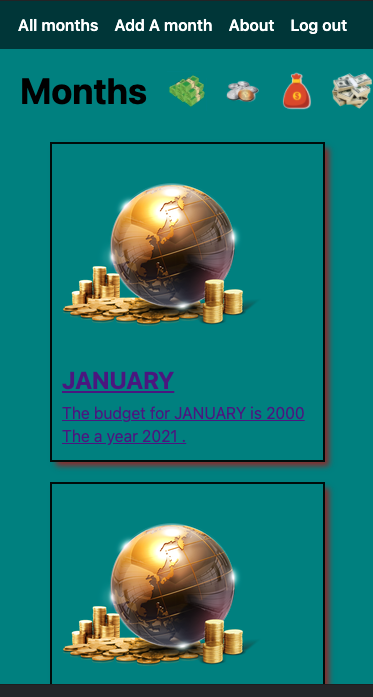 All months Add A month About Log out
Months
JANUARY
The budget for JANUARY is 2000
The a year 2021 .